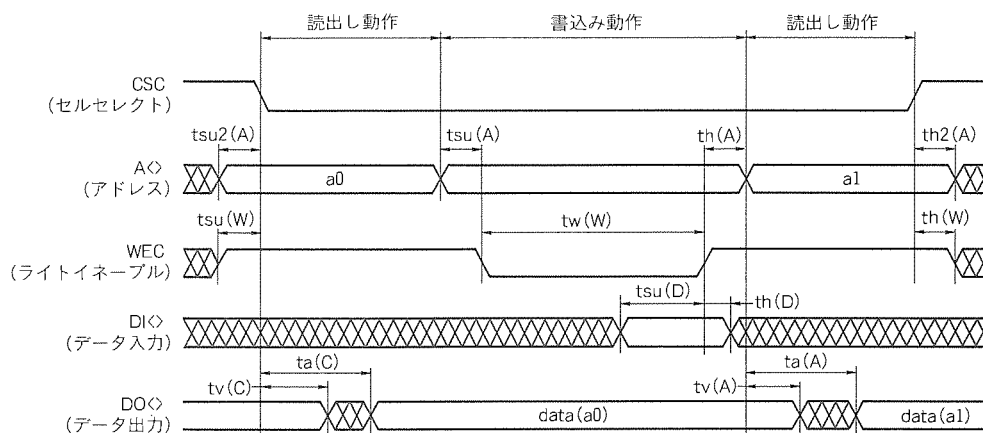 読出し動作 書込み動作 読出し動作
CSC
(セルセレクト)
tsu2(A) tsu(A) th(A) th2(A)
A<>
(アドレス)
a0 a1
tsu(W) tw(W) th(W)
WEC
(ライトイネーブル)
tsu(D) th(D)
DI<>
(データ入力)
ta(C) ta(A)
tv(C) tv(A)
DO<>
(データ出力)
data(a0) data(a1)